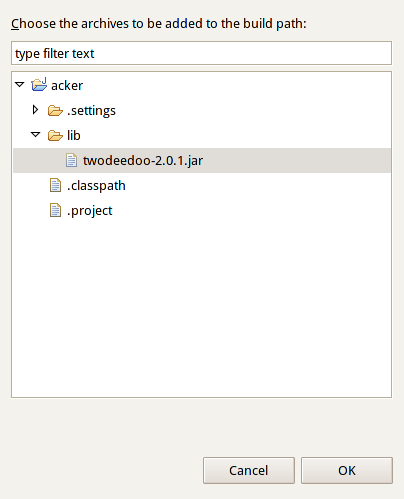 Choose the archives to be added to the build path:
type filter text
acker
.settings
lib
twodeedoo-2.0.1.jar
.classpath
.project
Cancel OK